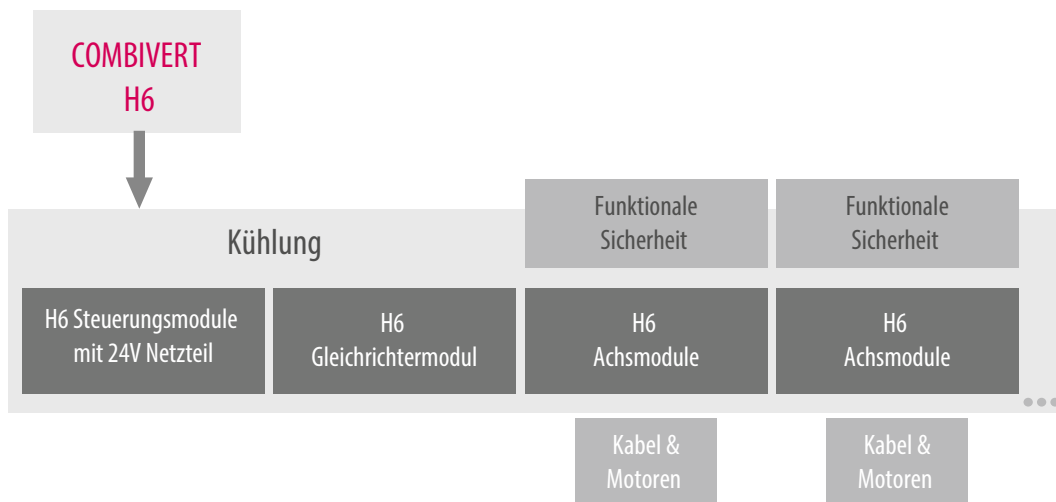 COMBIVERT
H6
Funktionale
Sicherheit
Funktionale
Sicherheit
Kühlung
H6 Steuerungsmodule
mit 24V Netzteil
H6
Gleichrichtermodul
H6
Achsmodule
H6
Achsmodule
Kabel &
Motoren
Kabel &
Motoren